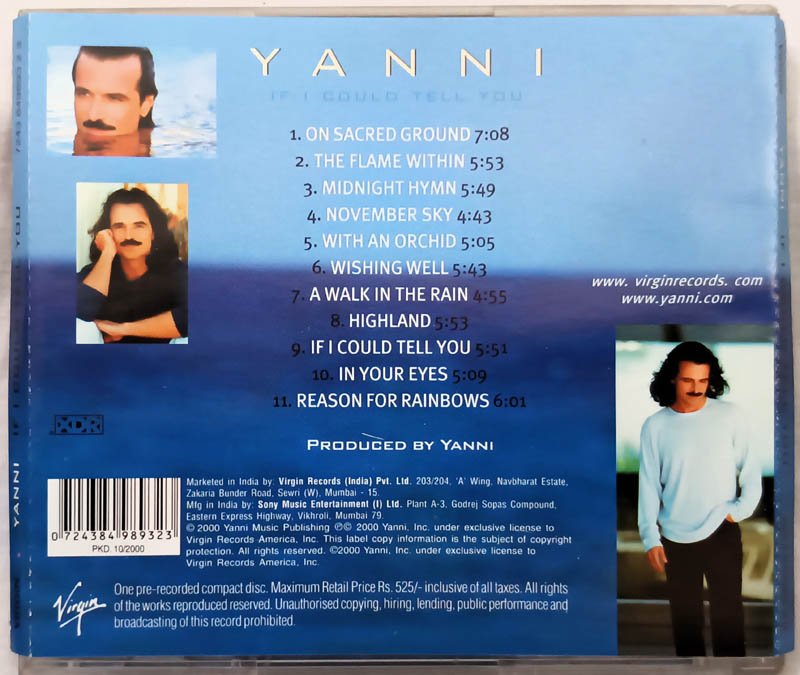 YANNI
IF I COULD TELL YOU
1. ON SACRED GROUND 7:08
2. THE FLAME WITHIN 5:53
3. MIDNIGHT HYMN 5:49
4. NOVEMBER SKY 4:43
5. WITH AN ORCHID 5:05
6. WISHING WELL 5:43
7. A WALK IN THE RAIN 4:55
8. HIGHLAND 5:53
9. IF I COULD TELL YOU 5:51
10. IN YOUR EYES 5:09
11. REASON FOR RAINBOWS 6:01
PRODUCED BY YANNI
www. virginrecords. com
www.yanni.com
XDR
0 724384 989323
PKD. 10/2000
Marketed in India by: Virgin Records (India) Pvt. Ltd. 203/204, 'A' Wing, Navbharat Estate,
Zakaria Bunder Road, Sewri (W), Mumbai - 15.
Mfg in India by: Sony Music Entertainment (I) Ltd. Plant A-3, Godrej Sopas Compound,
Eastern Express Highway, Vikhroli, Mumbai 79.
© 2000 Yanni Music Publishing ℗© 2000 Yanni, Inc. under exclusive license to
Virgin Records America, Inc. This label copy information is the subject of copyright
protection. All rights reserved. ©2000 Yanni, Inc. under exclusive license to
Virgin Records America, Inc.
Virgin
One pre-recorded compact disc. Maximum Retail Price Rs. 525/- inclusive of all taxes. All rights
of the works reproduced reserved. Unauthorised copying, hiring, lending, public performance and
broadcasting of this record prohibited.
YANNI IF I COULD TELL YOU